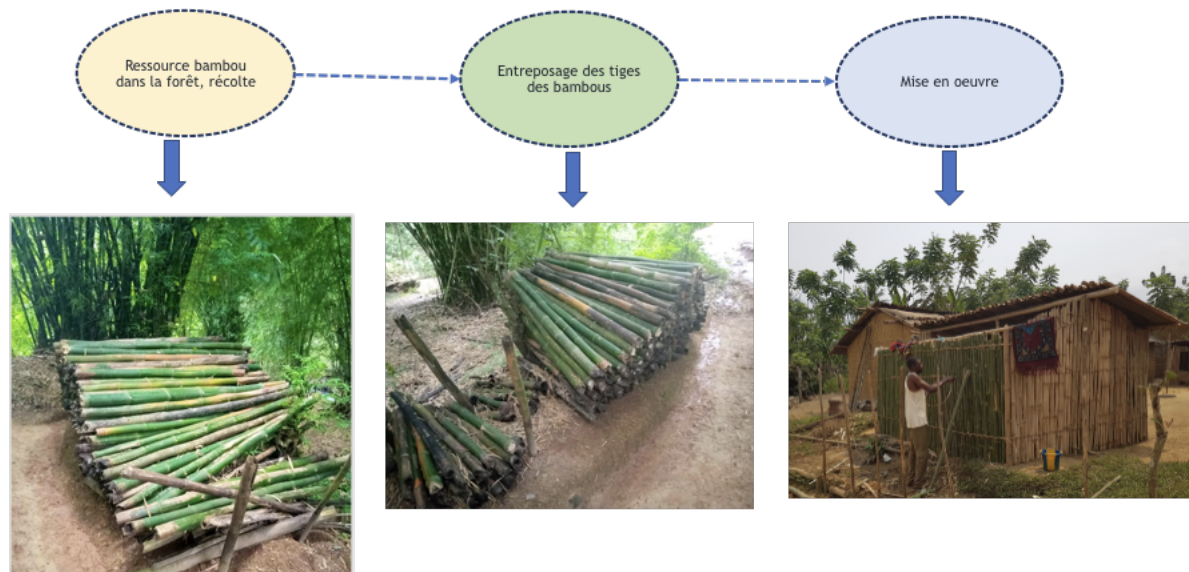 Ressource bambou
dans la forêt, récolte
Entreposage des tiges
des bambous
Mise en oeuvre